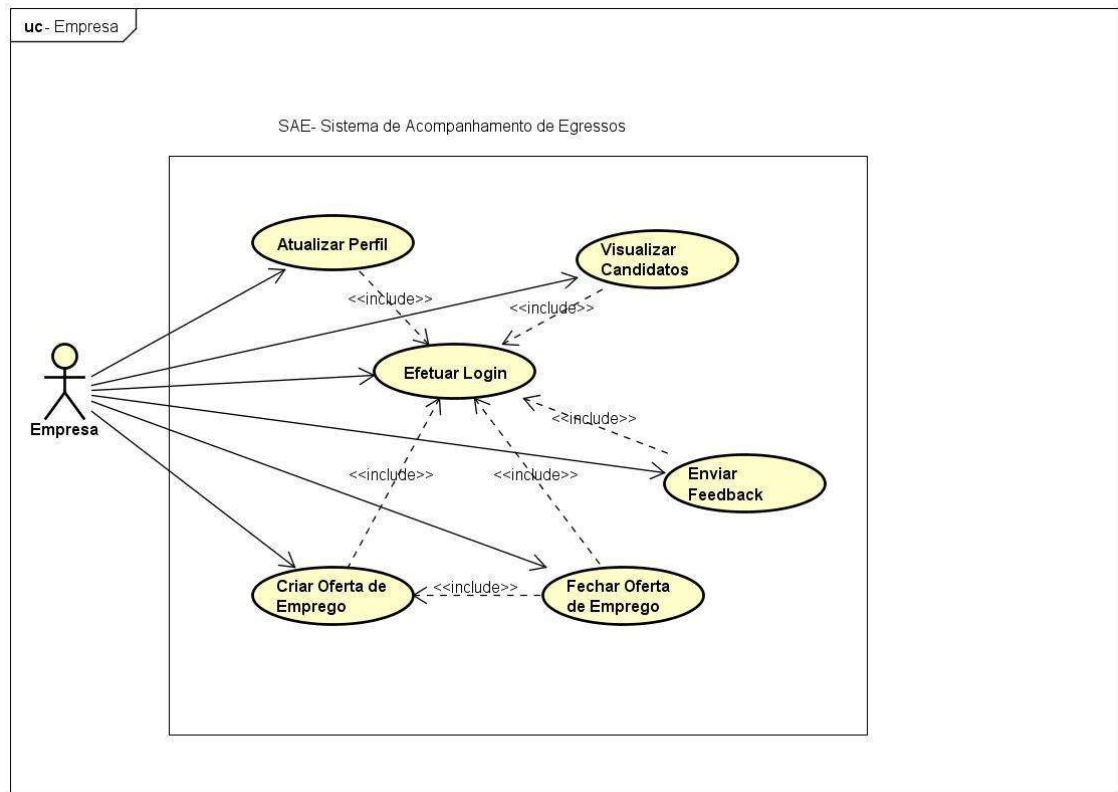 uc - Empresa
SAE- Sistema de Acompanhamento de Egressos
Atualizar Perfil
Visualizar
Candidatos
<<include>>
<<include>>
Efetuar Login
Empresa
<<include>>
<<include>>
<<include>>
Enviar
Feedback
Criar Oferta de
Emprego
<<include>>
Fechar Oferta
de Emprego